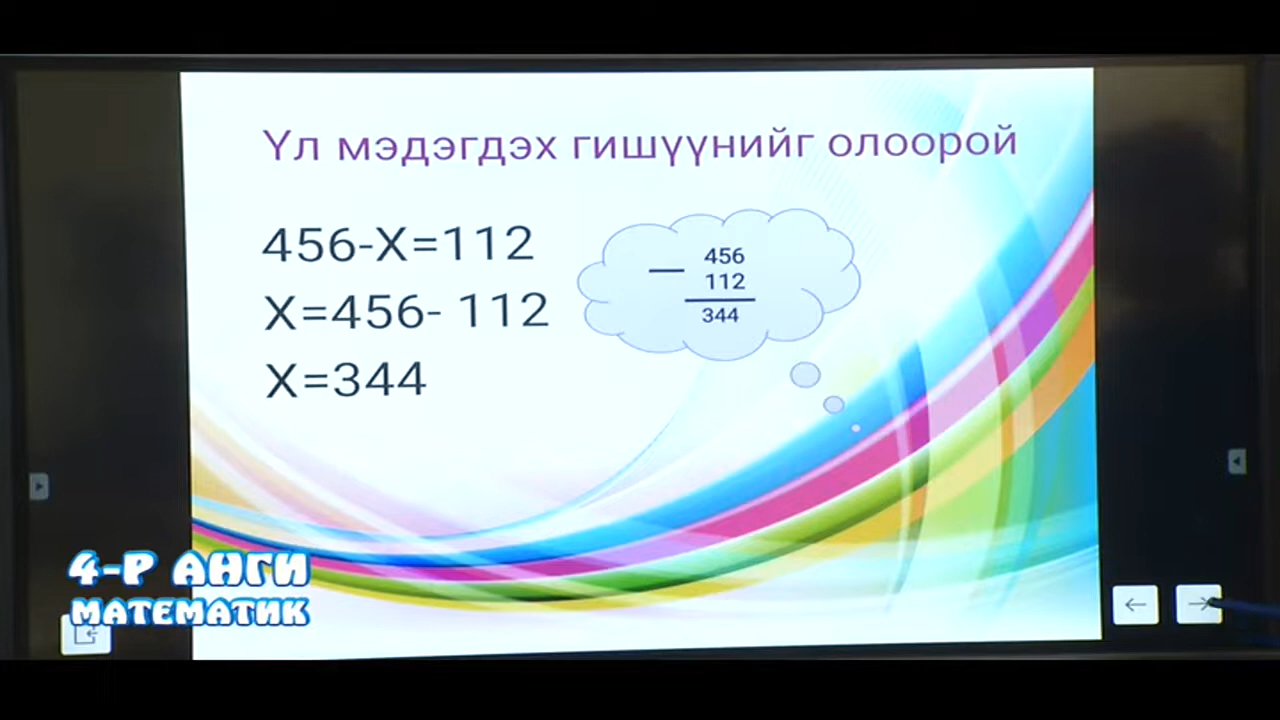 Үл мэдэгдэх гишүүнийг олоорой
456-X=112
X=456- 112
X=344
— 456
112
344
4-Р АНГИ
МАТЕМАТИК